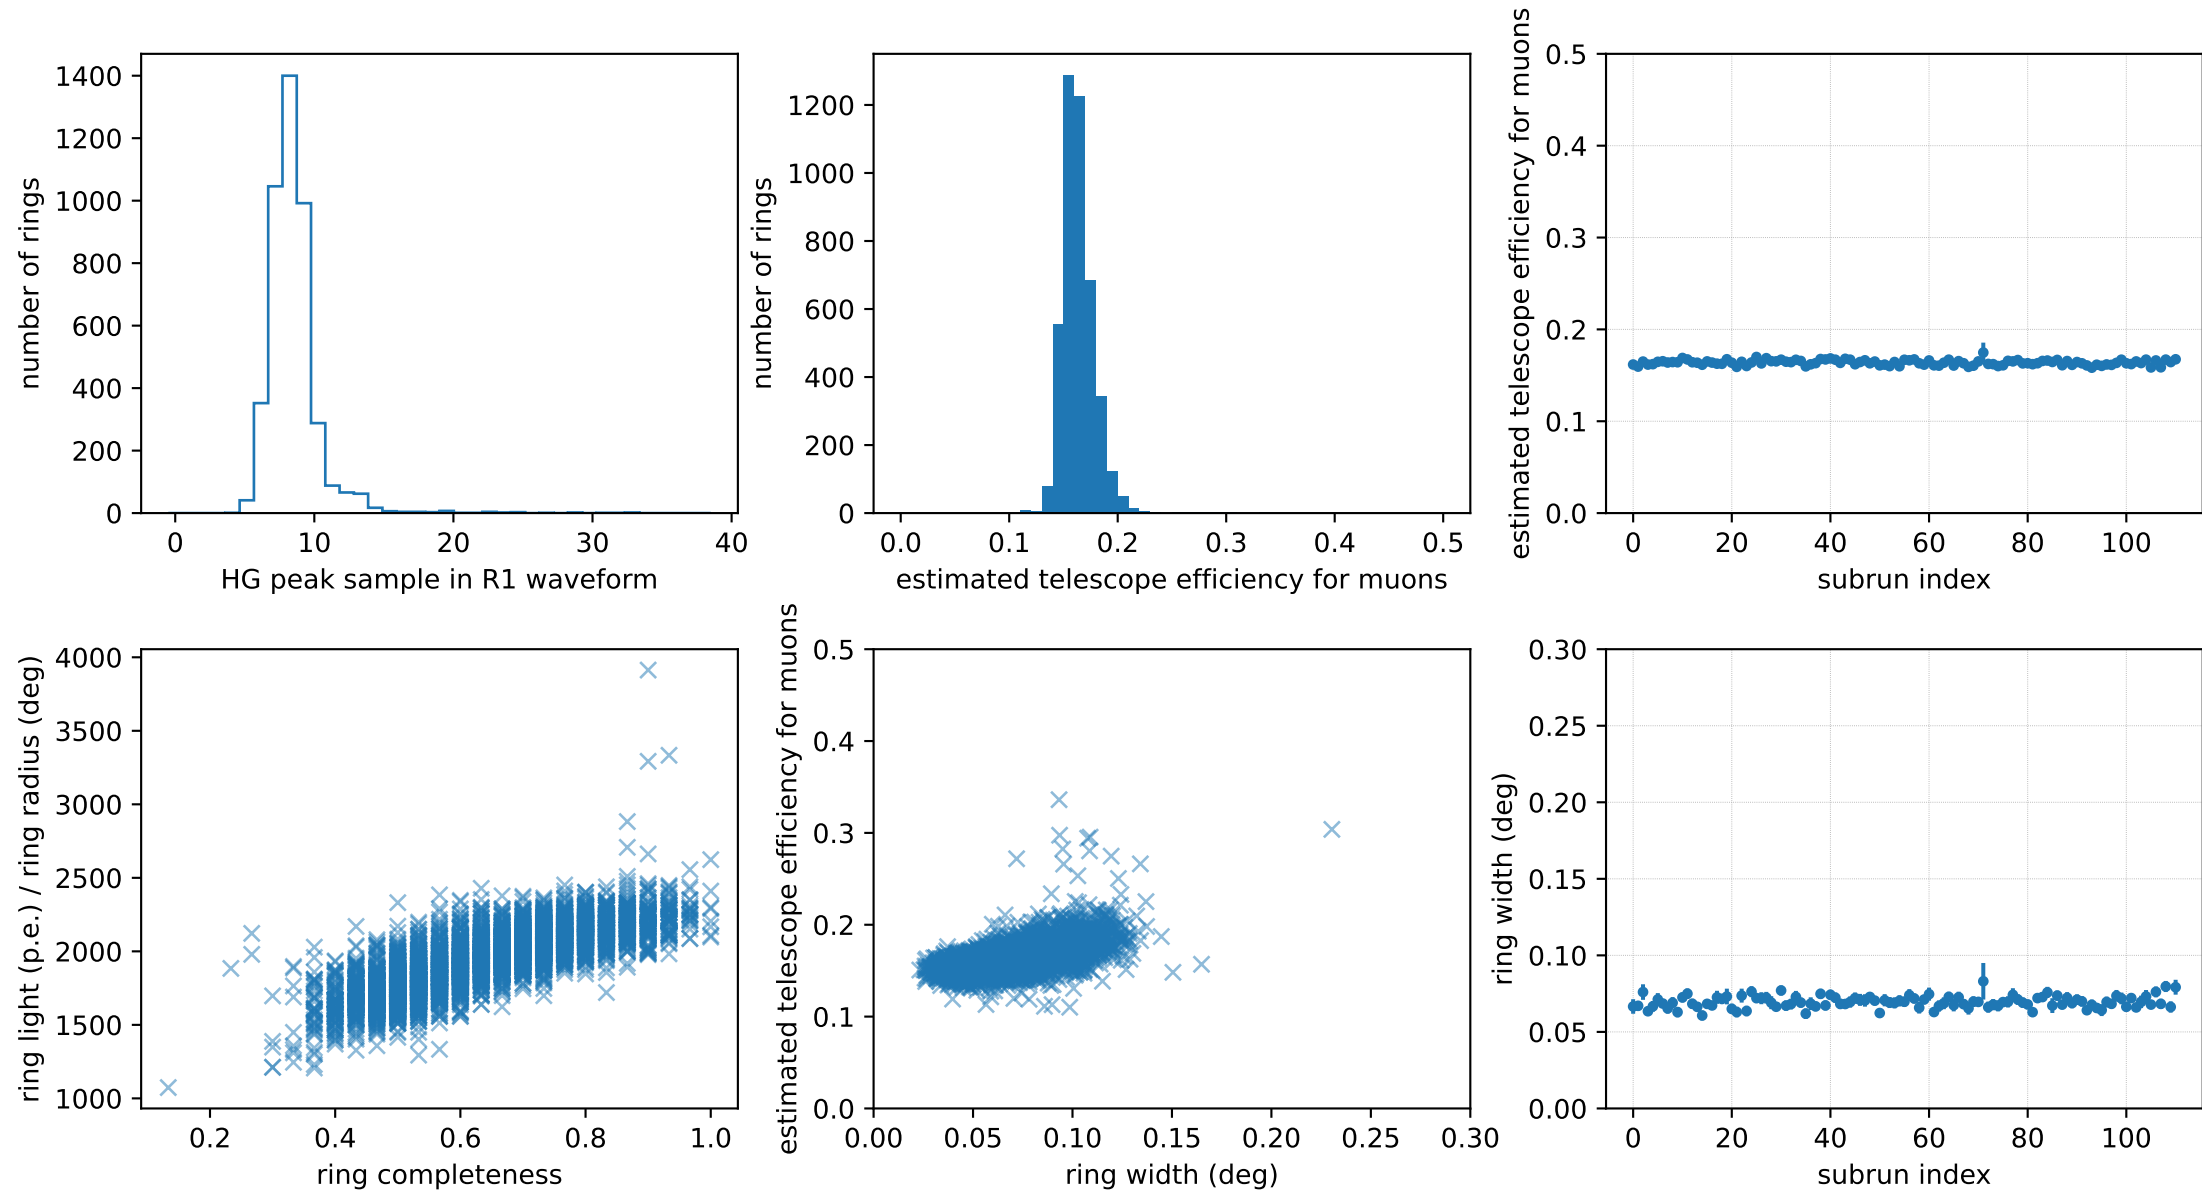 1400
1200
1000
800
600
400
200
0
number of rings
0 10 20 30 40
HG peak sample in R1 waveform
1200
1000
800
600
400
200
0
number of rings
0.0 0.1 0.2 0.3 0.4 0.5
estimated telescope efficiency for muons
0.5
0.4
0.3
0.2
0.1
0.0
estimated telescope efficiency for muons
0 20 40 60 80 100
subrun index
4000
3500
3000
2500
2000
1500
1000
ring light (p.e.) / ring radius (deg)
0.2 0.4 0.6 0.8 1.0
ring completeness
0.5
0.4
0.3
0.2
0.1
0.0
estimated telescope efficiency for muons
0.00 0.05 0.10 0.15 0.20 0.25 0.30
ring width (deg)
0.30
0.25
0.20
0.15
0.10
0.05
0.00
ring width (deg)
0 20 40 60 80 100
subrun index